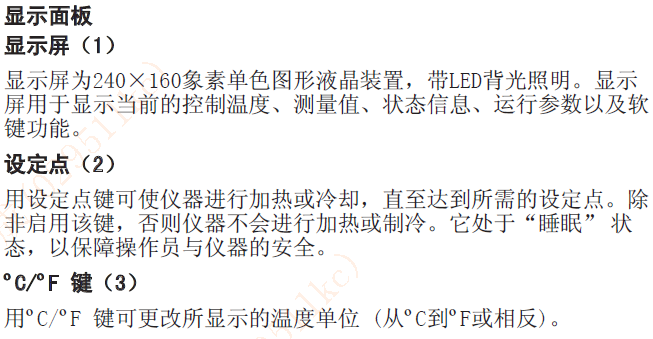 显示面板
显示屏（1）
显示屏为240×160象素单色图形液晶装置，带LED背光照明。显示
屏用于显示当前的控制温度、测量值、状态信息、运行参数以及软
键功能。
设定点（2）
用设定点键可使仪器进行加热或冷却，直至达到所需的设定点。除
非启用该键，否则仪器不会进行加热或制冷。它处于“睡眠” 状
态，以保障操作员与仪器的安全。
ºC/ºF 键（3）
用ºC/ºF 键可更改所显示的温度单位 (从ºC到ºF或相反)。